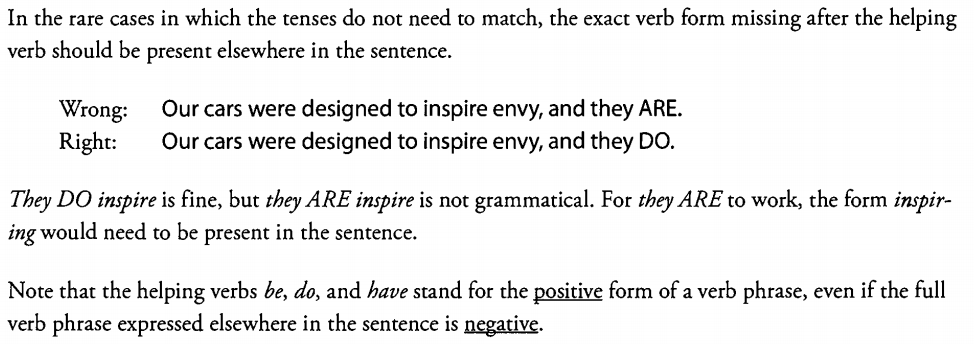 In the rare cases in which the tenses do not need to match, the exact verb form missing after the helping
verb should be present elsewhere in the sentence.
Wrong: Our cars were designed to inspire envy, and they ARE.
Right: Our cars were designed to inspire envy, and they DO.
They DO inspire is fine, but they ARE inspire is not grammatical. For they ARE to work, the form inspir-
ing would need to be present in the sentence.
Note that the helping verbs be, do, and have stand for the positive form of a verb phrase, even if the full
verb phrase expressed elsewhere in the sentence is negative.